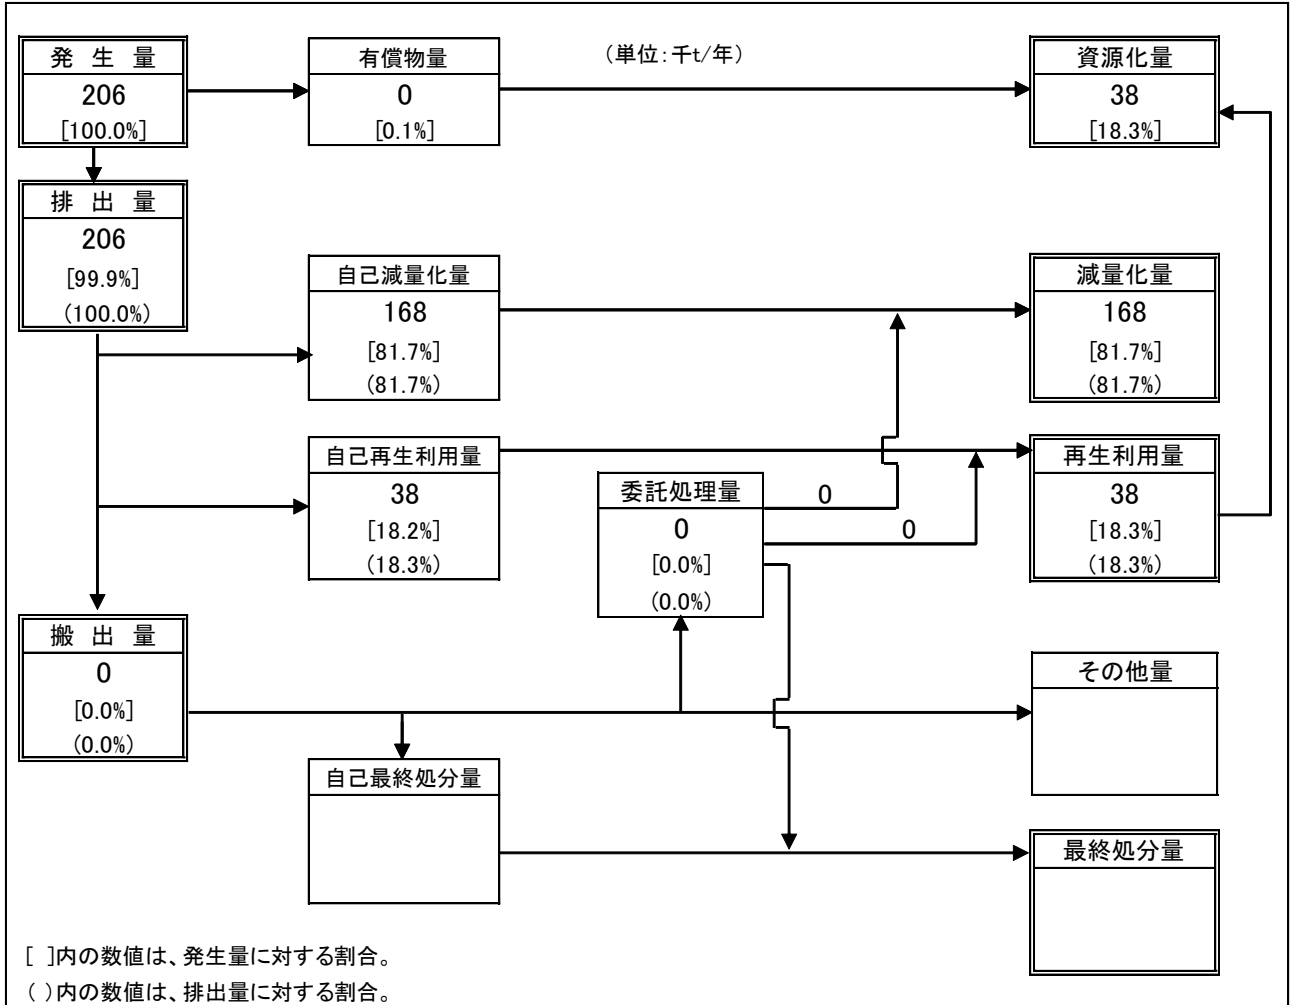 発 生 量
206
[100.0%]
有償物量
0
[0.1%]
（単位：千t/年）
資源化量
38
[18.3%]
排 出 量
206
[99.9%]
(100.0%)
自己減量化量
168
[81.7%]
(81.7%)
減量化量
168
[81.7%]
(81.7%)
自己再生利用量
38
[18.2%]
(18.3%)
委託処理量
0
[0.0%]
(0.0%)
0
0
再生利用量
38
[18.3%]
(18.3%)
搬 出 量
0
[0.0%]
(0.0%)
その他量
自己最終処分量
最終処分量
[ ]内の数値は、発生量に対する割合。
( )内の数値は、排出量に対する割合。